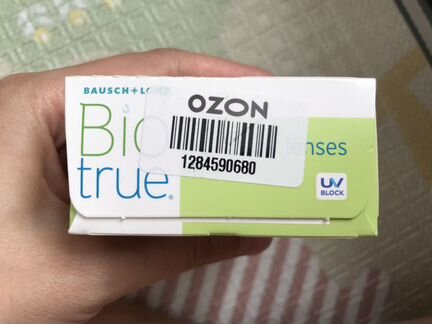 BAUSCH + LOMB
OZON
Bio
true®
1284590680
lenses
UV
BLOCK